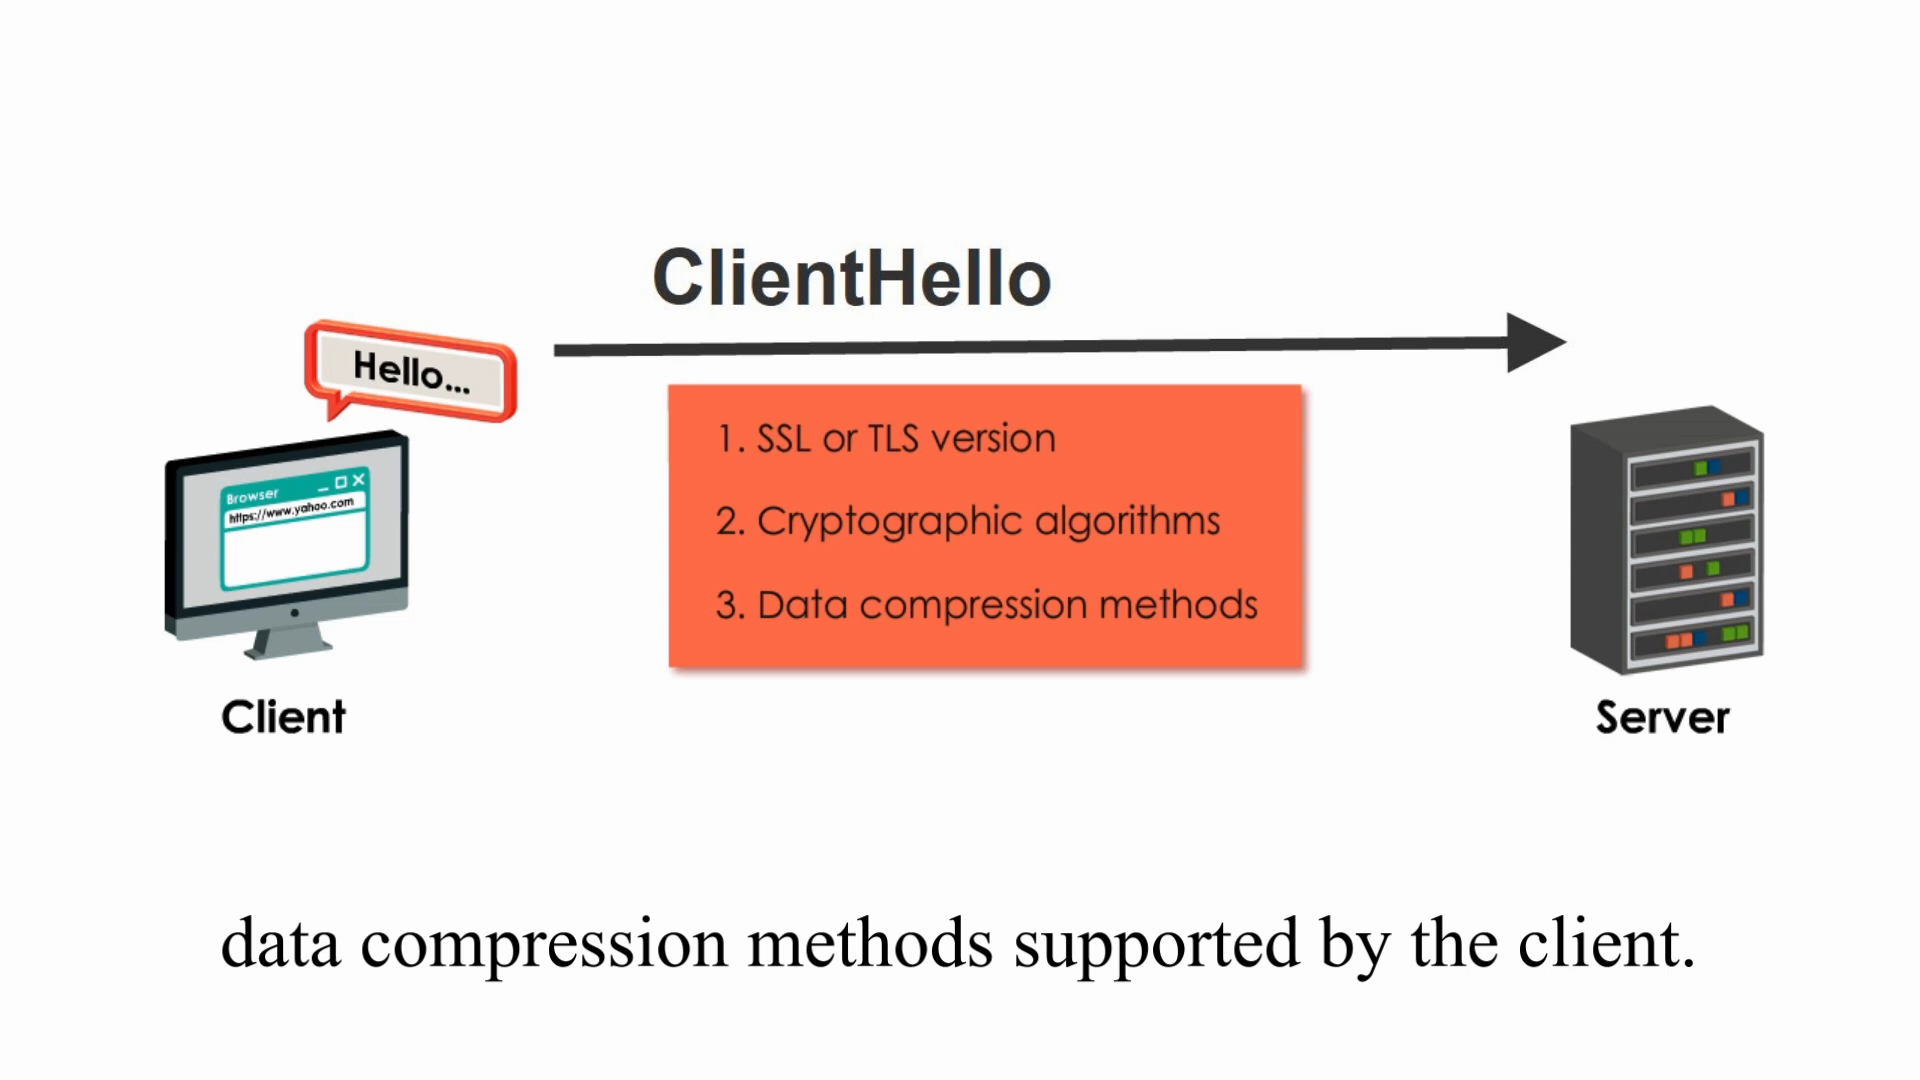 ClientHello
Hello...
Browser
https://www.yahoo.com
1. SSL or TLS version
2. Cryptographic algorithms
3. Data compression methods
Client
Server
data compression methods supported by the client.